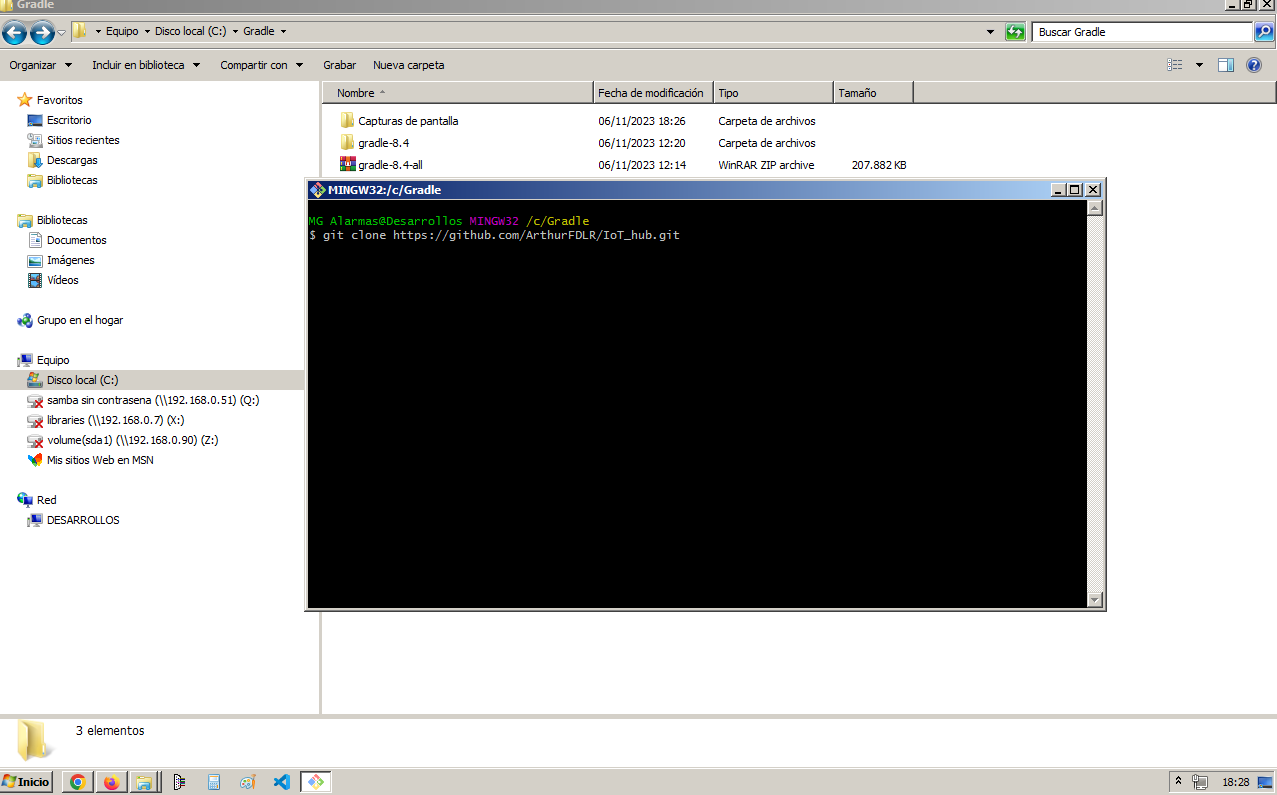 Gradle
Equipo Disco local (C:) Gradle
Buscar Gradle
Organizar Incluir en biblioteca Compartir con Grabar Nueva carpeta
Nombre Fecha de modificación Tipo Tamaño
Capturas de pantalla 06/11/2023 18:26 Carpeta de archivos
gradle-8.4 06/11/2023 12:20 Carpeta de archivos
gradle-8.4-all 06/11/2023 12:14 WinRAR ZIP archive 207.882 KB
Favoritos
Escritorio
Sitios recientes
Descargas
Bibliotecas
Bibliotecas
Documentos
Imágenes
Vídeos
Grupo en el hogar
Equipo
Disco local (C:)
samba sin contrasena (\\192.168.0.51) (Q:)
libraries (\\192.168.0.7) (X:)
volume(sda1) (\\192.168.0.90) (Z:)
Mis sitios Web en MSN
Red
DESARROLLOS
MINGW32:/c/Gradle
MG Alarmas@Desarrollos MINGW32 /c/Gradle
$ git clone https://github.com/ArthurFDLR/IoT_hub.git
3 elementos
Inicio
18:28